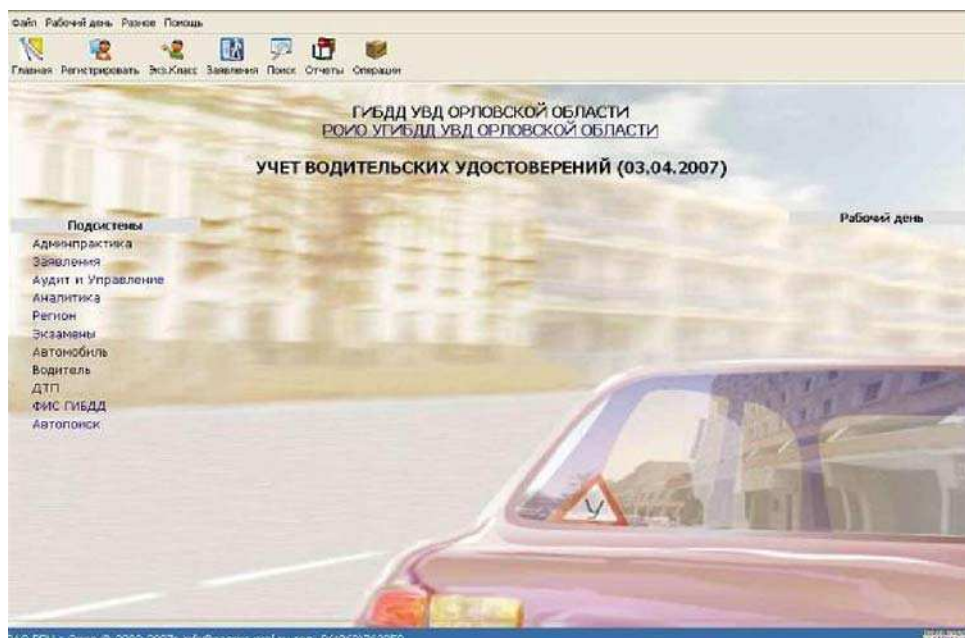 Файл Рабочий день Разное Помощь
Главная Регистрировать Экз.Класс Заявления Поиск Отчеты Операции
ГИБДД УВД ОРЛОВСКОЙ ОБЛАСТИ
РОИО УГИБДД УВД ОРЛОВСКОЙ ОБЛАСТИ
УЧЕТ ВОДИТЕЛЬСКИХ УДОСТОВЕРЕНИЙ (03.04.2007)
Подсистемы
Рабочий день
Админпрактика
Заявления
Аудит и Управление
Аналитика
Регион
Экзамены
Автомобиль
Водитель
ДТП
ФИС ГИБДД
Автопоиск
У